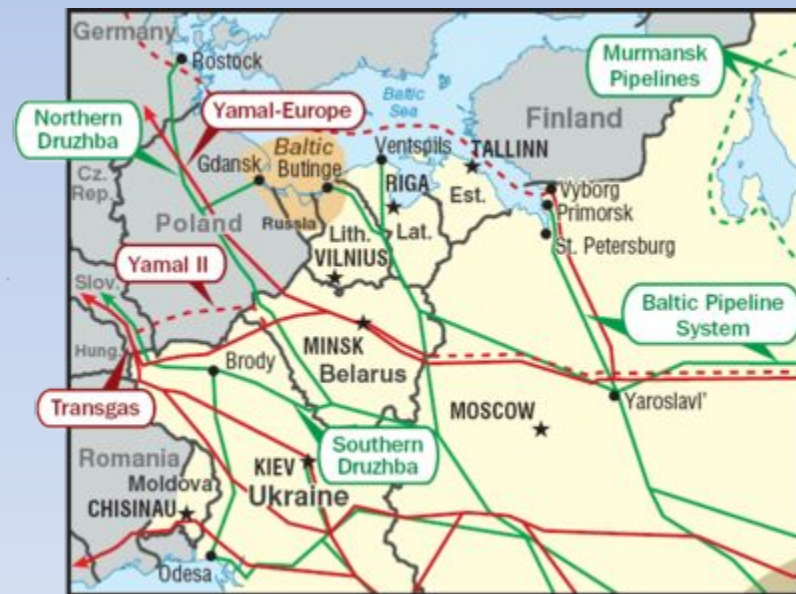 Germany
Rostock
Murmansk
Pipelines
Northern
Druzhba
Yamal-Europe
Baltic
Sea
Finland
Baltic
Gdansk
Butinge
Ventspils
TALLINN
Cz.
Rep.
RIGA
Est.
Vyborg
Primorsk
Poland
Russia
Lith.
Lat.
St. Petersburg
VILNIUS
Yamal II
Slov.
Baltic Pipeline
System
Hung.
Brody
MINSK
Belarus
Transgas
Yaroslavl'
MOSCOW
Southern
Druzhba
Romania
KIEV
Ukraine
Moldova
CHISINAU
Odesa